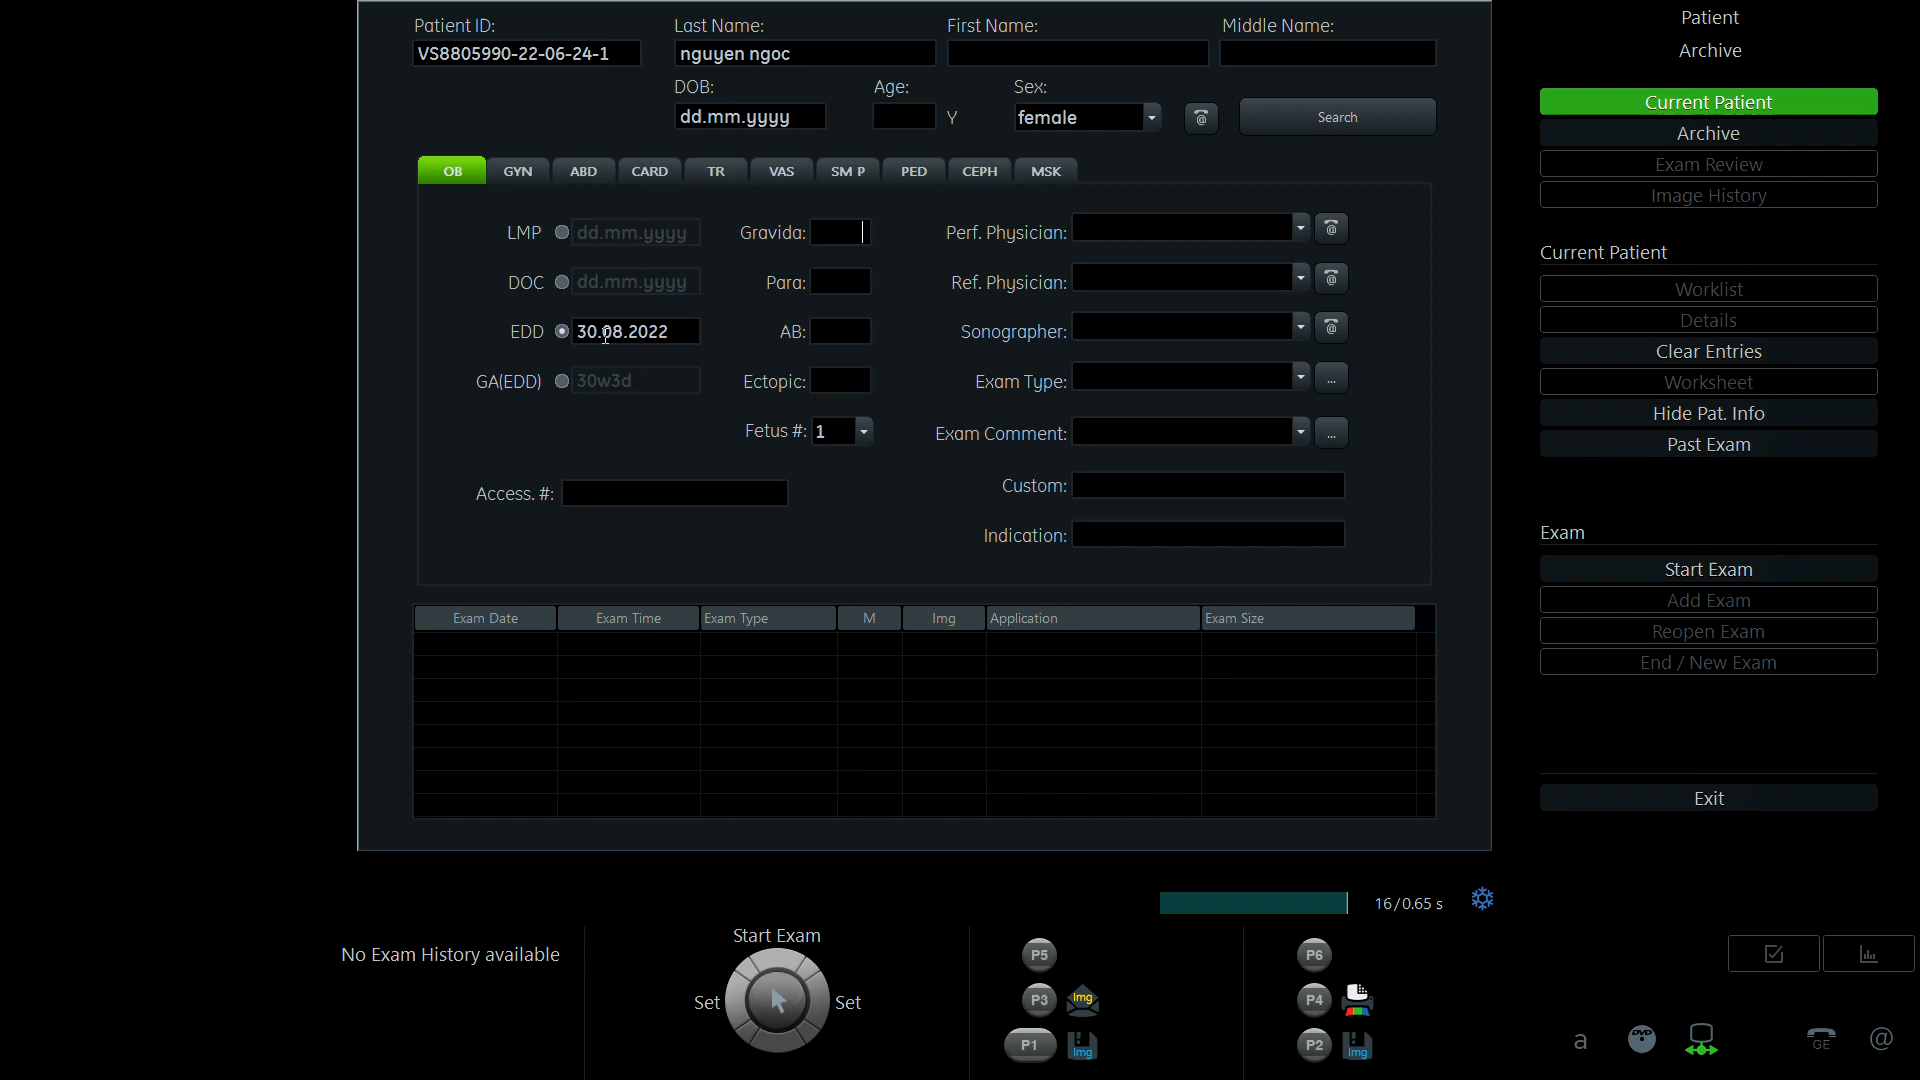 Patient ID: Last Name: First Name: Middle Name:
VS8805990-22-06-24-1 nguyen ngoc
DOB: Age: Sex:
dd.mm.yyyy Y female @ Search
OB GYN ABD CARD TR VAS SM P PED CEPH MSK
LMP dd.mm.yyyy Gravida: Perf. Physician: @
DOC dd.mm.yyyy Para: Ref. Physician: @
EDD 30.08.2022 AB: Sonographer: @
GA(EDD) 30w3d Ectopic: Exam Type: ...
Fetus #: 1 Exam Comment: ...
Access. #: Custom:
Indication:
Exam Date Exam Time Exam Type M Img Application Exam Size
Patient
Archive
Current Patient
Archive
Exam Review
Image History
Current Patient
Worklist
Details
Clear Entries
Worksheet
Hide Pat. Info
Past Exam
Exam
Start Exam
Add Exam
Reopen Exam
End / New Exam
Exit
16/0.65 s
No Exam History available
Start Exam
Set Set
P5 P6
P3 Img P4
P1 Img P2 Img
a DVD GE @